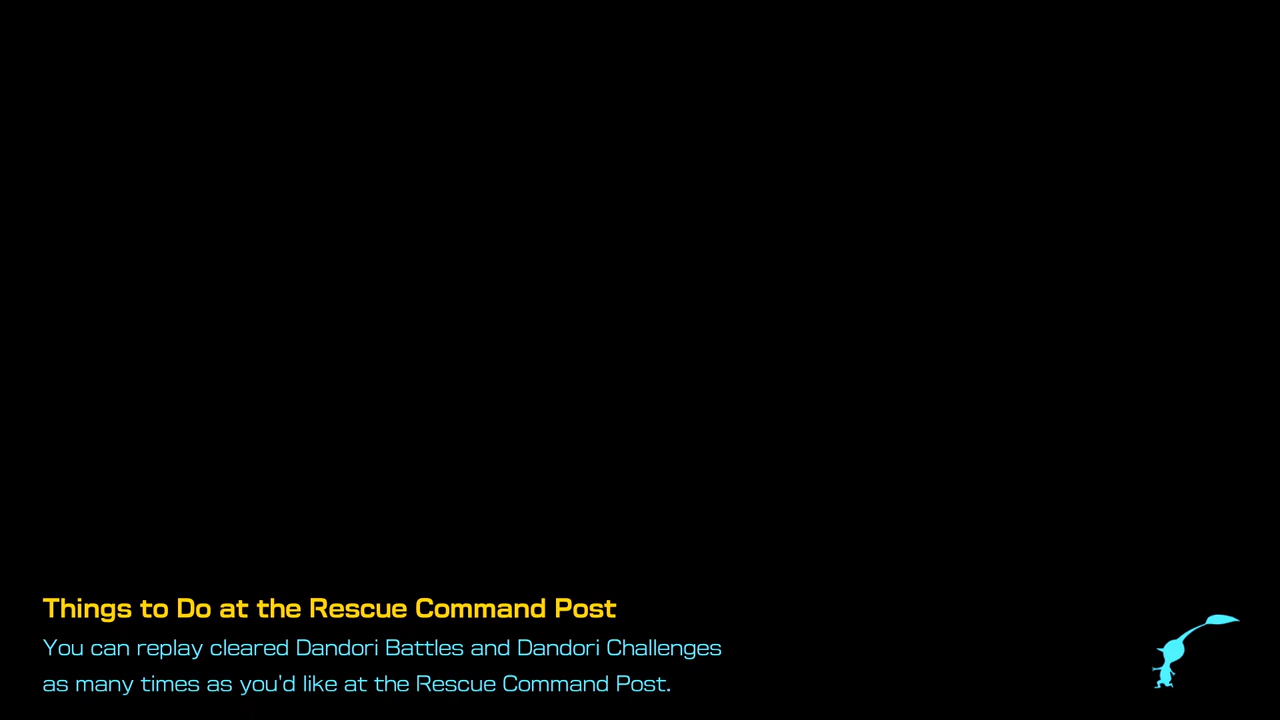 Things to Do at the Rescue Command Post
You can replay cleared Dandori Battles and Dandori Challenges
as many times as you'd like at the Rescue Command Post.